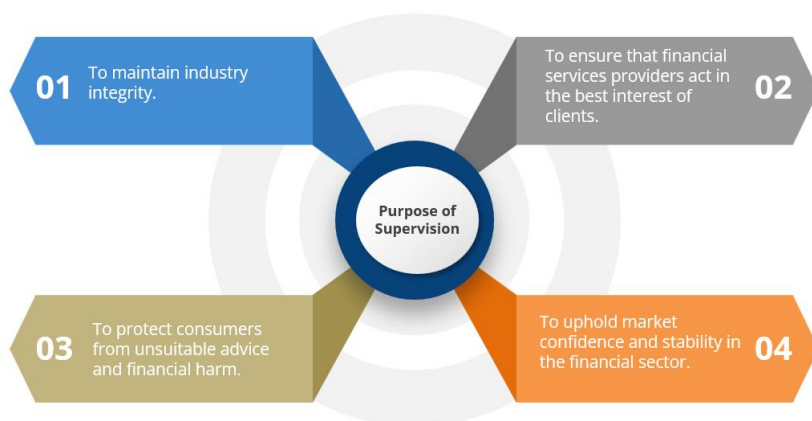 01
To maintain industry
integrity.
To ensure that financial
services providers act in
the best interest of
clients.
02
Purpose of
Supervision
03
To protect consumers
from unsuitable advice
and financial harm.
To uphold market
confidence and stability in
the financial sector.
04